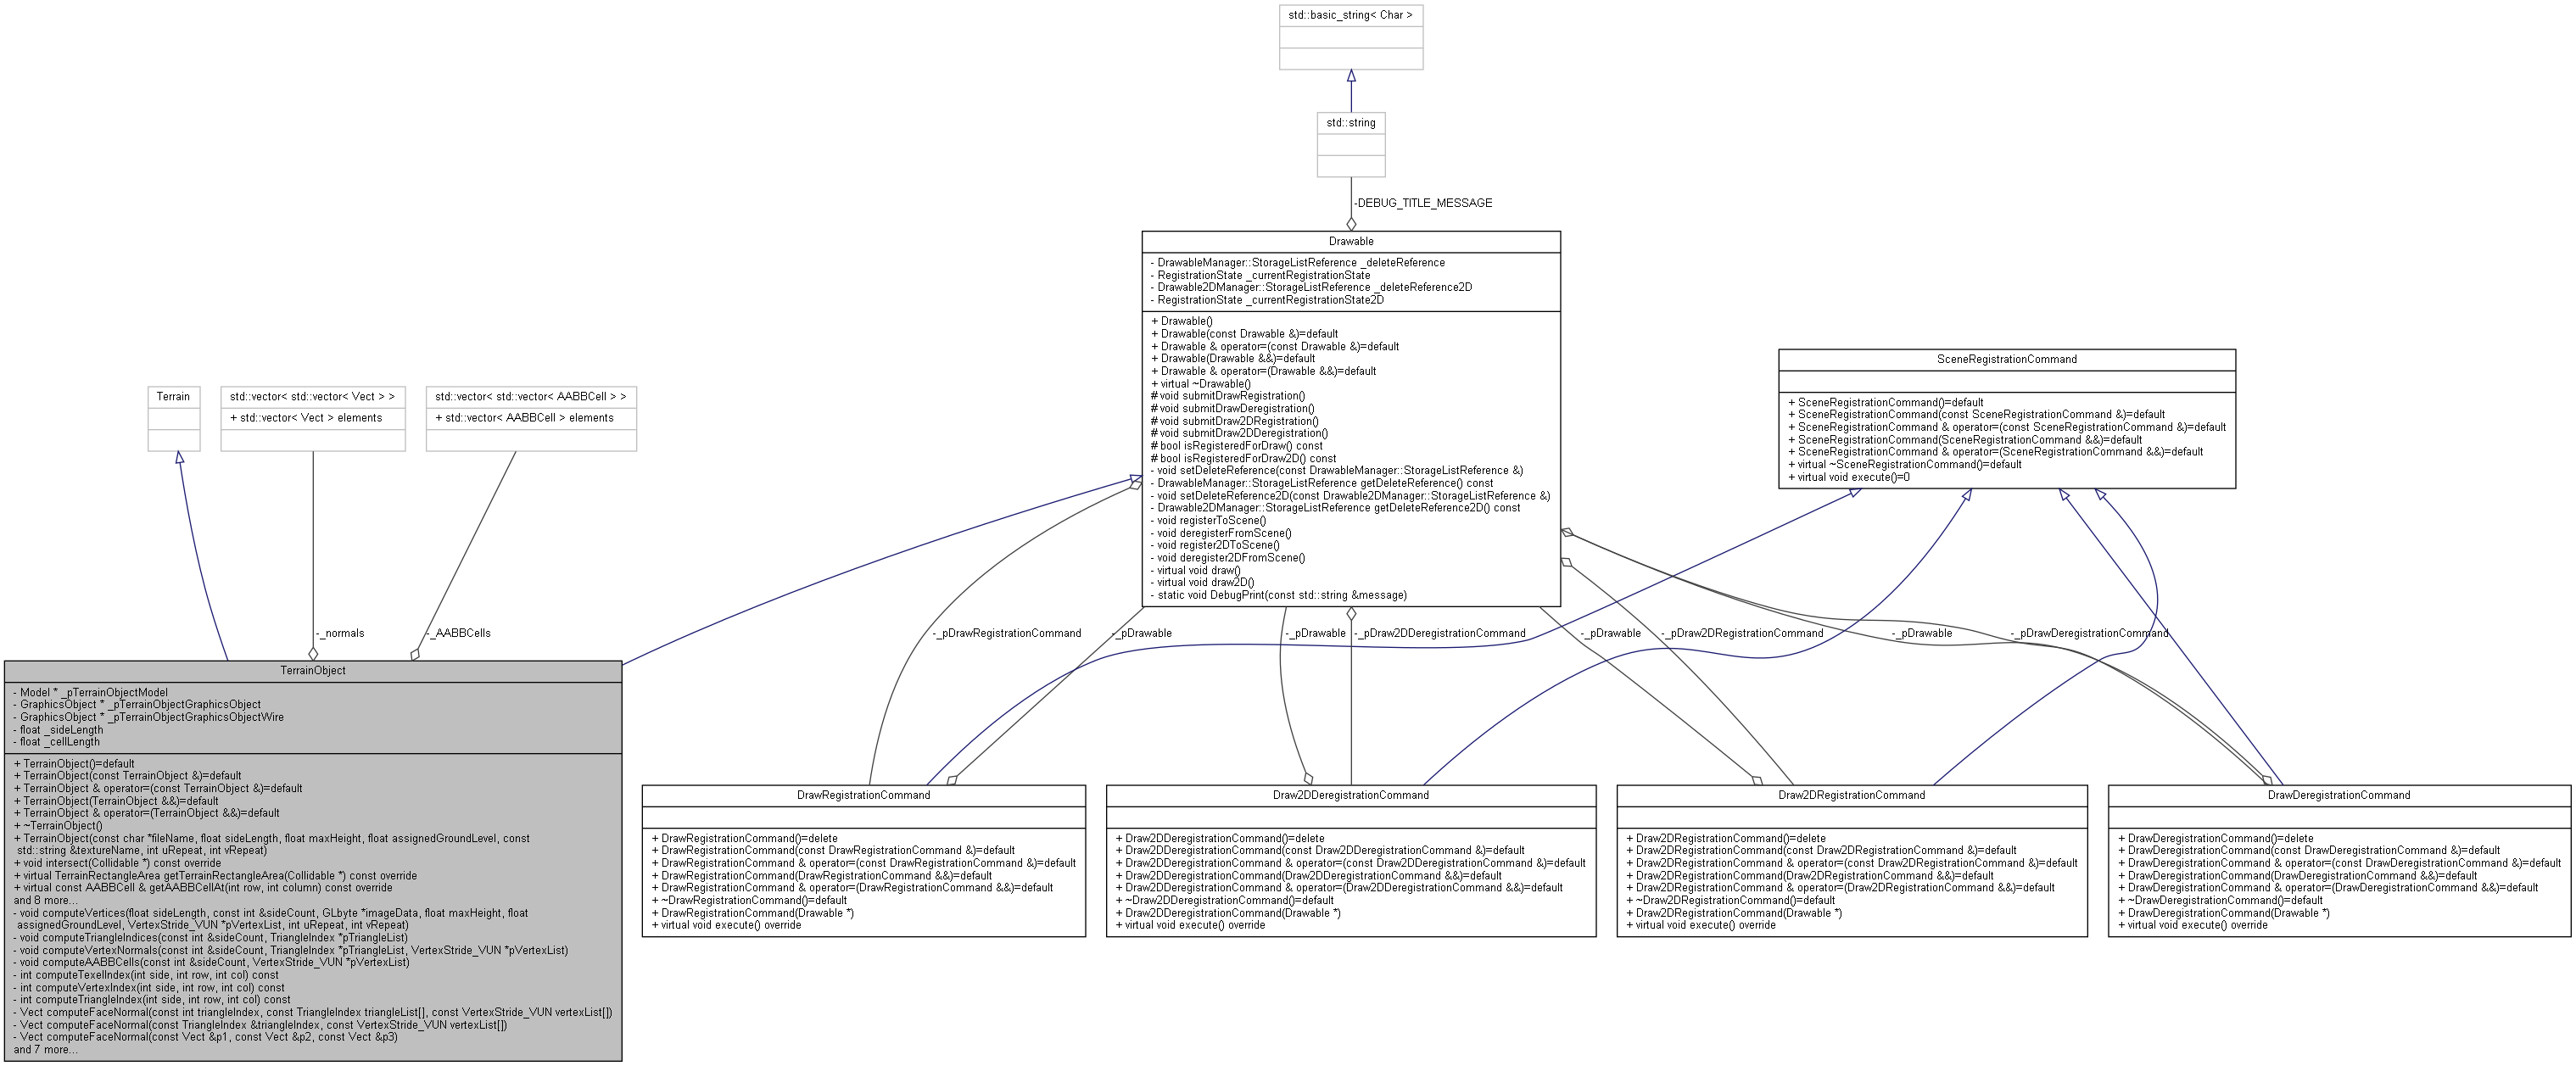 std::basic_string< Char >
std::string
-DEBUG_TITLE_MESSAGE
Drawable
- DrawableManager::StorageListReference _deleteReference
- RegistrationState _currentRegistrationState
- Drawable2DManager::StorageListReference _deleteReference2D
- RegistrationState _currentRegistrationState2D
+ Drawable()
+ Drawable(const Drawable &)=default
+ Drawable & operator=(const Drawable &)=default
+ Drawable(Drawable &&)=default
+ Drawable & operator=(Drawable &&)=default
+ virtual ~Drawable()
# void submitDrawRegistration()
# void submitDrawDeregistration()
# void submitDraw2DRegistration()
# void submitDraw2DDeregistration()
# bool isRegisteredForDraw() const
# bool isRegisteredForDraw2D() const
- void setDeleteReference(const DrawableManager::StorageListReference &)
- DrawableManager::StorageListReference getDeleteReference() const
- void setDeleteReference2D(const Drawable2DManager::StorageListReference &)
- Drawable2DManager::StorageListReference getDeleteReference2D() const
- void registerToScene()
- void deregisterFromScene()
- void register2DToScene()
- void deregister2DFromScene()
- virtual void draw()
- virtual void draw2D()
- static void DebugPrint(const std::string &message)
SceneRegistrationCommand
+ SceneRegistrationCommand()=default
+ SceneRegistrationCommand(const SceneRegistrationCommand &)=default
+ SceneRegistrationCommand & operator=(const SceneRegistrationCommand &)=default
+ SceneRegistrationCommand(SceneRegistrationCommand &&)=default
+ SceneRegistrationCommand & operator=(SceneRegistrationCommand &&)=default
+ virtual ~SceneRegistrationCommand()=default
+ virtual void execute()=0
Terrain
std::vector< std::vector< Vect > >
+ std::vector< Vect > elements
std::vector< std::vector< AABBCell > >
+ std::vector< AABBCell > elements
-_normals
-_AABBCells
-_pDrawRegistrationCommand
-_pDrawable
-_pDrawable
-_pDraw2DDeregistrationCommand
-_pDrawable
-_pDraw2DRegistrationCommand
-_pDrawable
-_pDrawDeregistrationCommand
TerrainObject
- Model * _pTerrainObjectModel
- GraphicsObject * _pTerrainObjectGraphicsObject
- GraphicsObject * _pTerrainObjectGraphicsObjectWire
- float _sideLength
- float _cellLength
+ TerrainObject()=default
+ TerrainObject(const TerrainObject &)=default
+ TerrainObject & operator=(const TerrainObject &)=default
+ TerrainObject(TerrainObject &&)=default
+ TerrainObject & operator=(TerrainObject &&)=default
+ ~TerrainObject()
+ TerrainObject(const char *fileName, float sideLength, float maxHeight, float assignedGroundLevel, const
std::string &textureName, int uRepeat, int vRepeat)
+ void intersect(Collidable *) const override
+ virtual TerrainRectangleArea getTerrainRectangleArea(Collidable *) const override
+ virtual const AABBCell & getAABBCellAt(int row, int column) const override
and 8 more...
- void computeVertices(float sideLength, const int &sideCount, GLbyte *imageData, float maxHeight, float
assignedGroundLevel, VertexStride_VUN *pVertexList, int uRepeat, int vRepeat)
- void computeTriangleIndices(const int &sideCount, TriangleIndex *pTriangleList)
- void computeVertexNormals(const int &sideCount, TriangleIndex *pTriangleList, VertexStride_VUN *pVertexList)
- void computeAABBCells(const int &sideCount, VertexStride_VUN *pVertexList)
- int computeTexelIndex(int side, int row, int col) const
- int computeVertexIndex(int side, int row, int col) const
- int computeTriangleIndex(int side, int row, int col) const
- Vect computeFaceNormal(const int triangleIndex, const TriangleIndex triangleList[], const VertexStride_VUN vertexList[])
- Vect computeFaceNormal(const TriangleIndex &triangleIndex, const VertexStride_VUN vertexList[])
- Vect computeFaceNormal(const Vect &p1, const Vect &p2, const Vect &p3)
and 7 more...
DrawRegistrationCommand
+ DrawRegistrationCommand()=delete
+ DrawRegistrationCommand(const DrawRegistrationCommand &)=default
+ DrawRegistrationCommand & operator=(const DrawRegistrationCommand &)=default
+ DrawRegistrationCommand(DrawRegistrationCommand &&)=default
+ DrawRegistrationCommand & operator=(DrawRegistrationCommand &&)=default
+ ~DrawRegistrationCommand()=default
+ DrawRegistrationCommand(Drawable *)
+ virtual void execute() override
Draw2DDeregistrationCommand
+ Draw2DDeregistrationCommand()=delete
+ Draw2DDeregistrationCommand(const Draw2DDeregistrationCommand &)=default
+ Draw2DDeregistrationCommand & operator=(const Draw2DDeregistrationCommand &)=default
+ Draw2DDeregistrationCommand(Draw2DDeregistrationCommand &&)=default
+ Draw2DDeregistrationCommand & operator=(Draw2DDeregistrationCommand &&)=default
+ ~Draw2DDeregistrationCommand()=default
+ Draw2DDeregistrationCommand(Drawable *)
+ virtual void execute() override
Draw2DRegistrationCommand
+ Draw2DRegistrationCommand()=delete
+ Draw2DRegistrationCommand(const Draw2DRegistrationCommand &)=default
+ Draw2DRegistrationCommand & operator=(const Draw2DRegistrationCommand &)=default
+ Draw2DRegistrationCommand(Draw2DRegistrationCommand &&)=default
+ Draw2DRegistrationCommand & operator=(Draw2DRegistrationCommand &&)=default
+ ~Draw2DRegistrationCommand()=default
+ Draw2DRegistrationCommand(Drawable *)
+ virtual void execute() override
DrawDeregistrationCommand
+ DrawDeregistrationCommand()=delete
+ DrawDeregistrationCommand(const DrawDeregistrationCommand &)=default
+ DrawDeregistrationCommand & operator=(const DrawDeregistrationCommand &)=default
+ DrawDeregistrationCommand(DrawDeregistrationCommand &&)=default
+ DrawDeregistrationCommand & operator=(DrawDeregistrationCommand &&)=default
+ ~DrawDeregistrationCommand()=default
+ DrawDeregistrationCommand(Drawable *)
+ virtual void execute() override